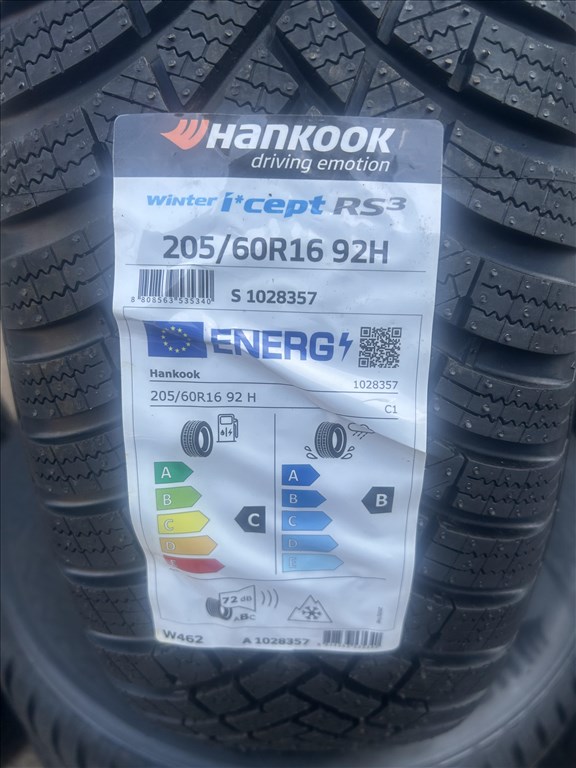 HANKOOK
driving emotion
Winter i*cept RS3
205/60R16 92H
8 808563 535340
S 1028357
ENERG
Hankook
1028357
205/60R16 92 H
C1
A
A
B
B
B
C
C
C
D
D
E
E
72 dB
ABC
W462
A 1028357